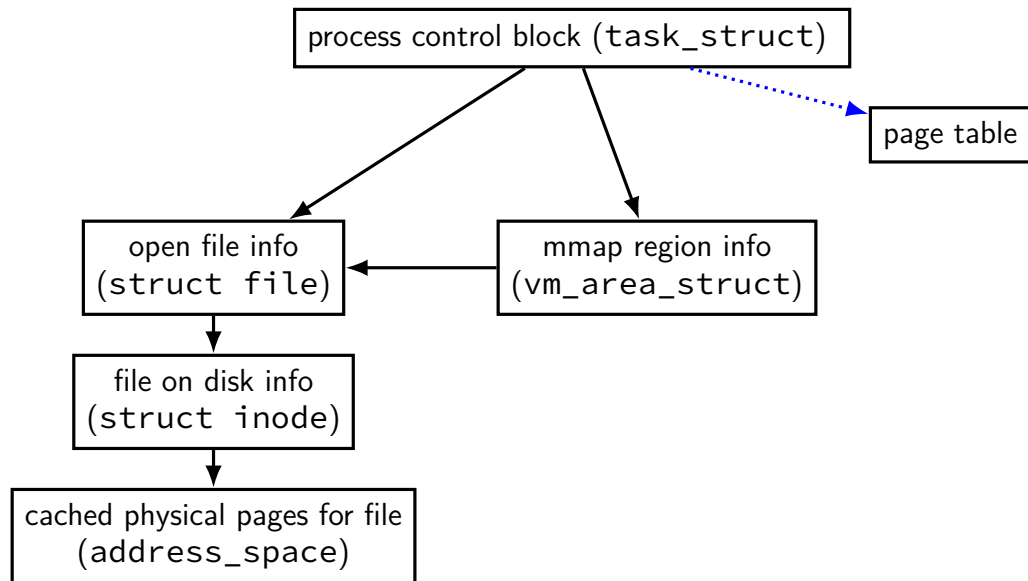 process control block (task_struct)
page table
open file info
(struct file)
mmap region info
(vm_area_struct)
file on disk info
(struct inode)
cached physical pages for file
(address_space)